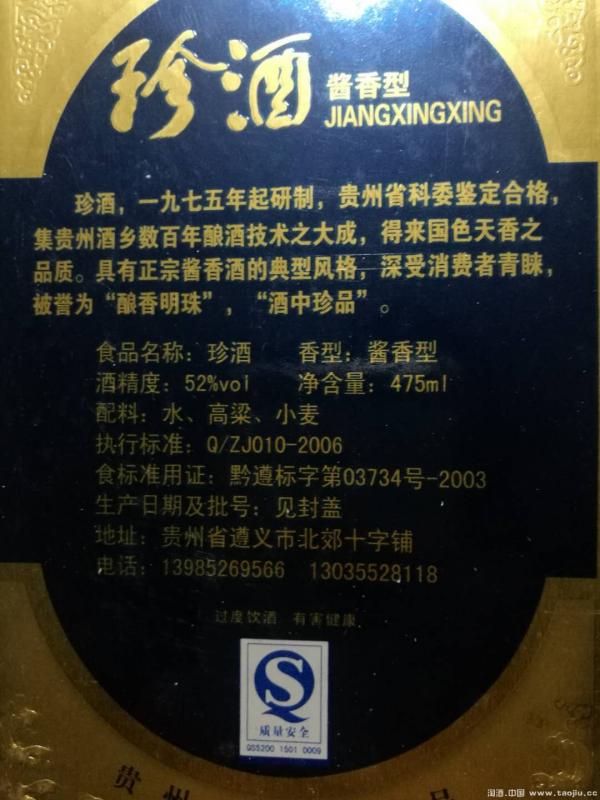 珍酒
酱香型
JIANGXINGXING
珍酒，一九七五年起研制，贵州省科委鉴定合格，
集贵州酒乡数百年酿酒技术之大成，得来国色天香之
品质。具有正宗酱香酒的典型风格，深受消费者青睐，
被誉为“酿香明珠”，“酒中珍品”。
食品名称：珍酒 香型：酱香型
酒精度：52%vol 净含量：475ml
配料：水、高粱、小麦
执行标准：Q/ZJ010-2006
食标准用证：黔遵标字第03734号-2003
生产日期及批号：见封盖
地址：贵州省遵义市北郊十字铺
电话：13985269566 13035528118
过度饮酒 有害健康
质量安全
QS5200 1501 0009
贵州
淘酒.中国 www.taojiu.cc